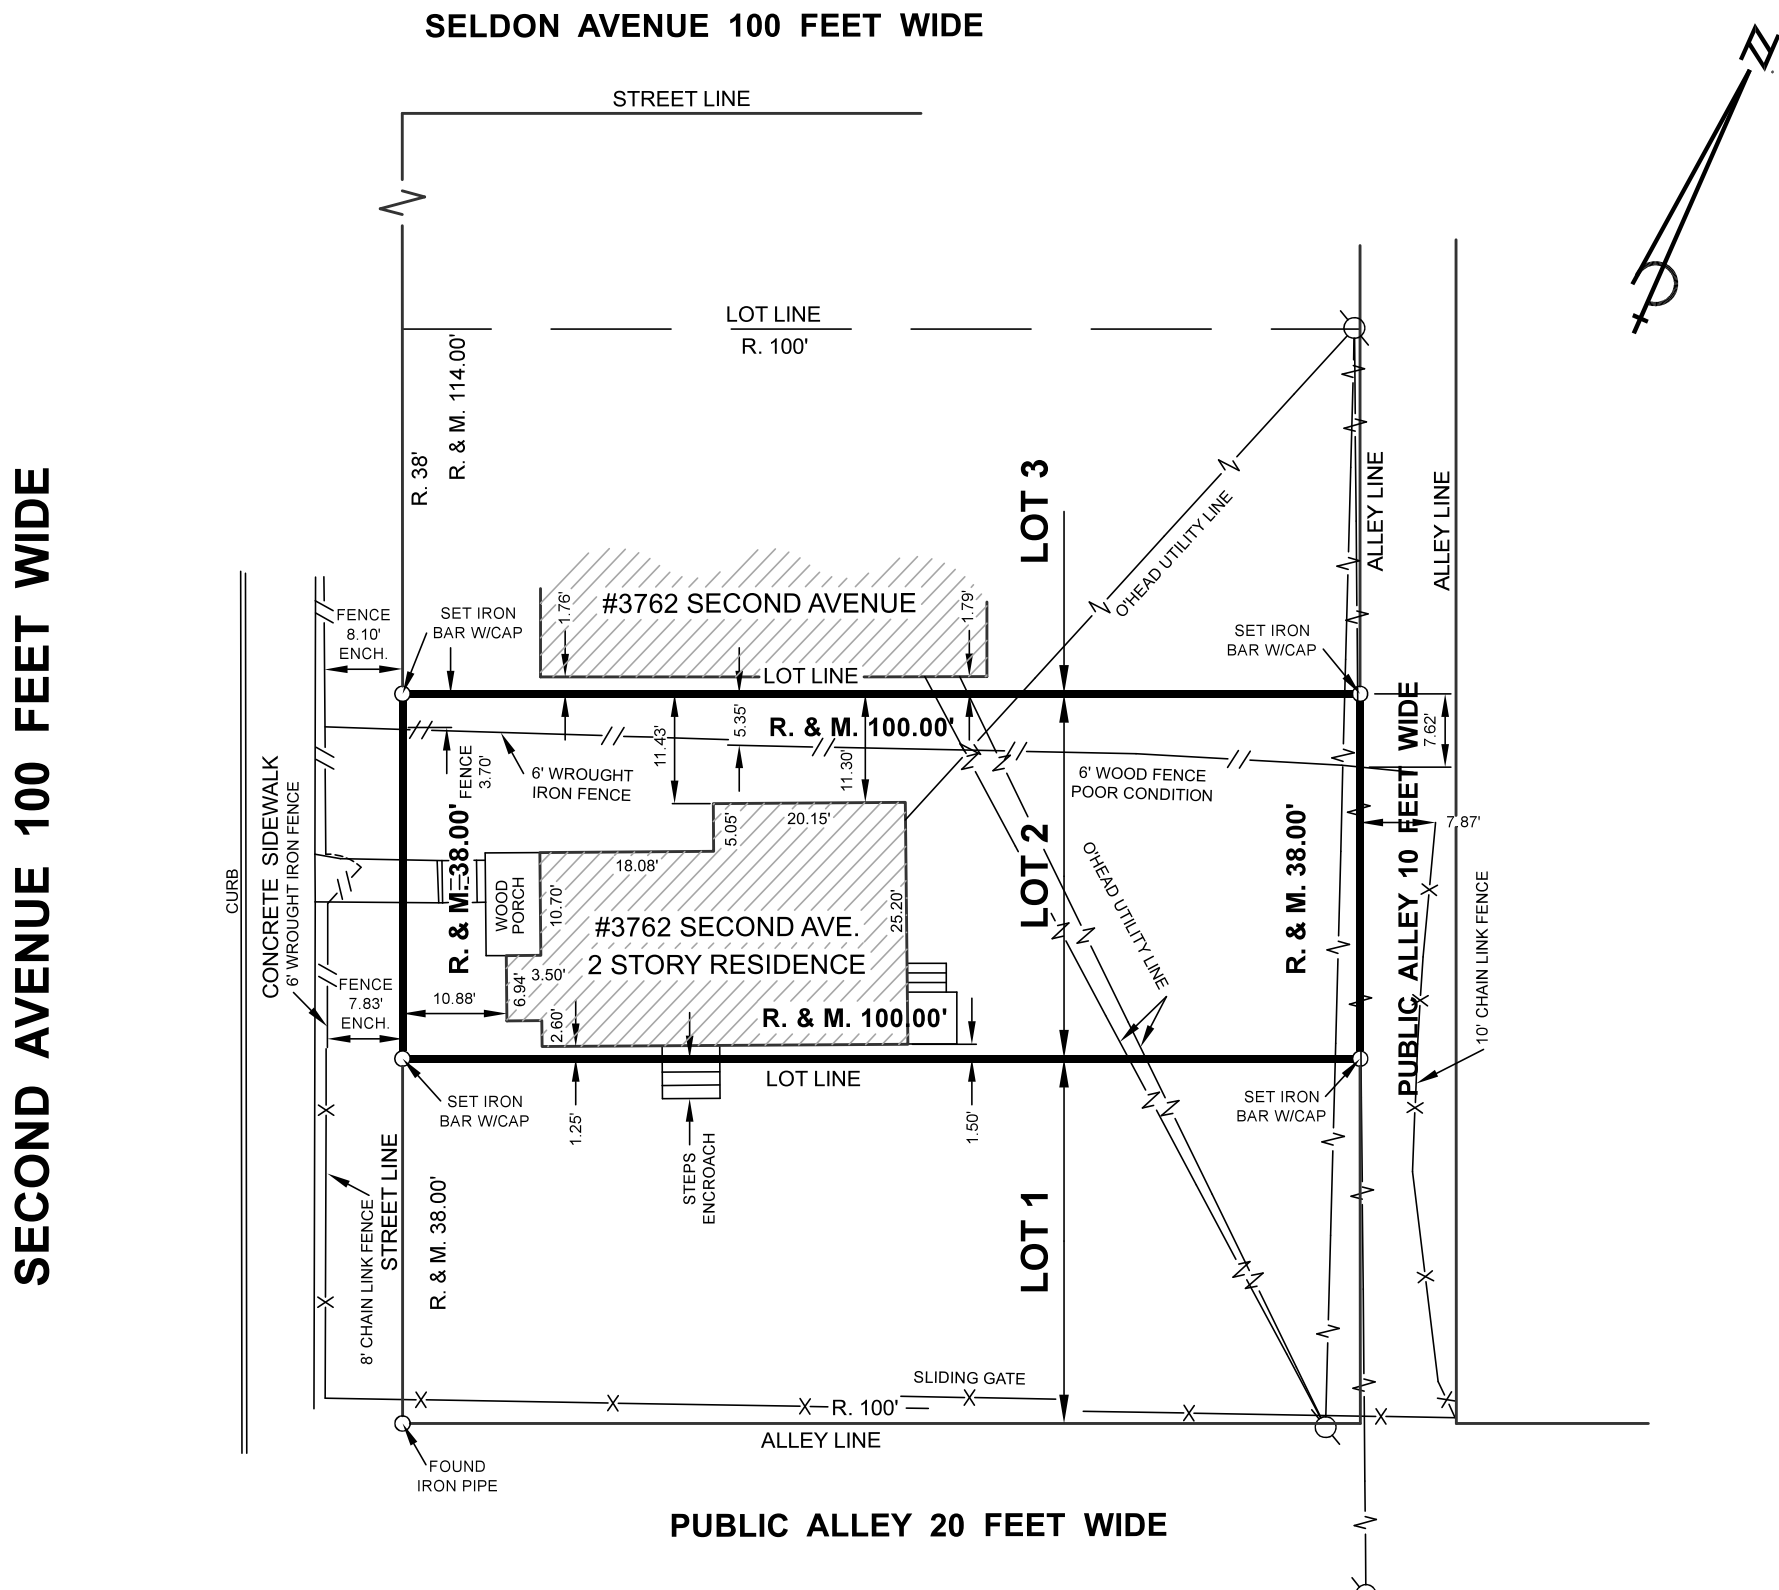 SELDON AVENUE 100 FEET WIDE
N
STREET LINE
LOT LINE
R. 100'
R. & M. 114.00'
R. 38'
SECOND AVENUE 100 FEET WIDE
LOT 3
O'HEAD UTILITY LINE
ALLEY LINE
ALLEY LINE
#3762 SECOND AVENUE
1.76'
1.79'
FENCE
8.10'
ENCH.
SET IRON
BAR W/CAP
SET IRON
BAR W/CAP
LOT LINE
R. & M. 100.00'
5.35'
11.43'
11.30'
FENCE
3.70'
6' WROUGHT
IRON FENCE
6' WOOD FENCE
POOR CONDITION
7.62'
7.87'
CURB
CONCRETE SIDEWALK
6' WROUGHT IRON FENCE
R. & M. 38.00'
WOOD
PORCH
20.15'
5.05'
18.08'
10.70'
25.20'
#3762 SECOND AVE.
2 STORY RESIDENCE
3.50'
6.94'
2.60'
10.88'
FENCE
7.83'
ENCH.
LOT 2
O'HEAD UTILITY LINE
R. & M. 38.00'
PUBLIC ALLEY 10 FEET WIDE
10' CHAIN LINK FENCE
R. & M. 100.00'
LOT LINE
SET IRON
BAR W/CAP
SET IRON
BAR W/CAP
1.25'
1.50'
STEPS
ENCROACH
8' CHAIN LINK FENCE
STREET LINE
R. & M. 38.00'
LOT 1
SLIDING GATE
R. 100'
ALLEY LINE
FOUND
IRON PIPE
PUBLIC ALLEY 20 FEET WIDE